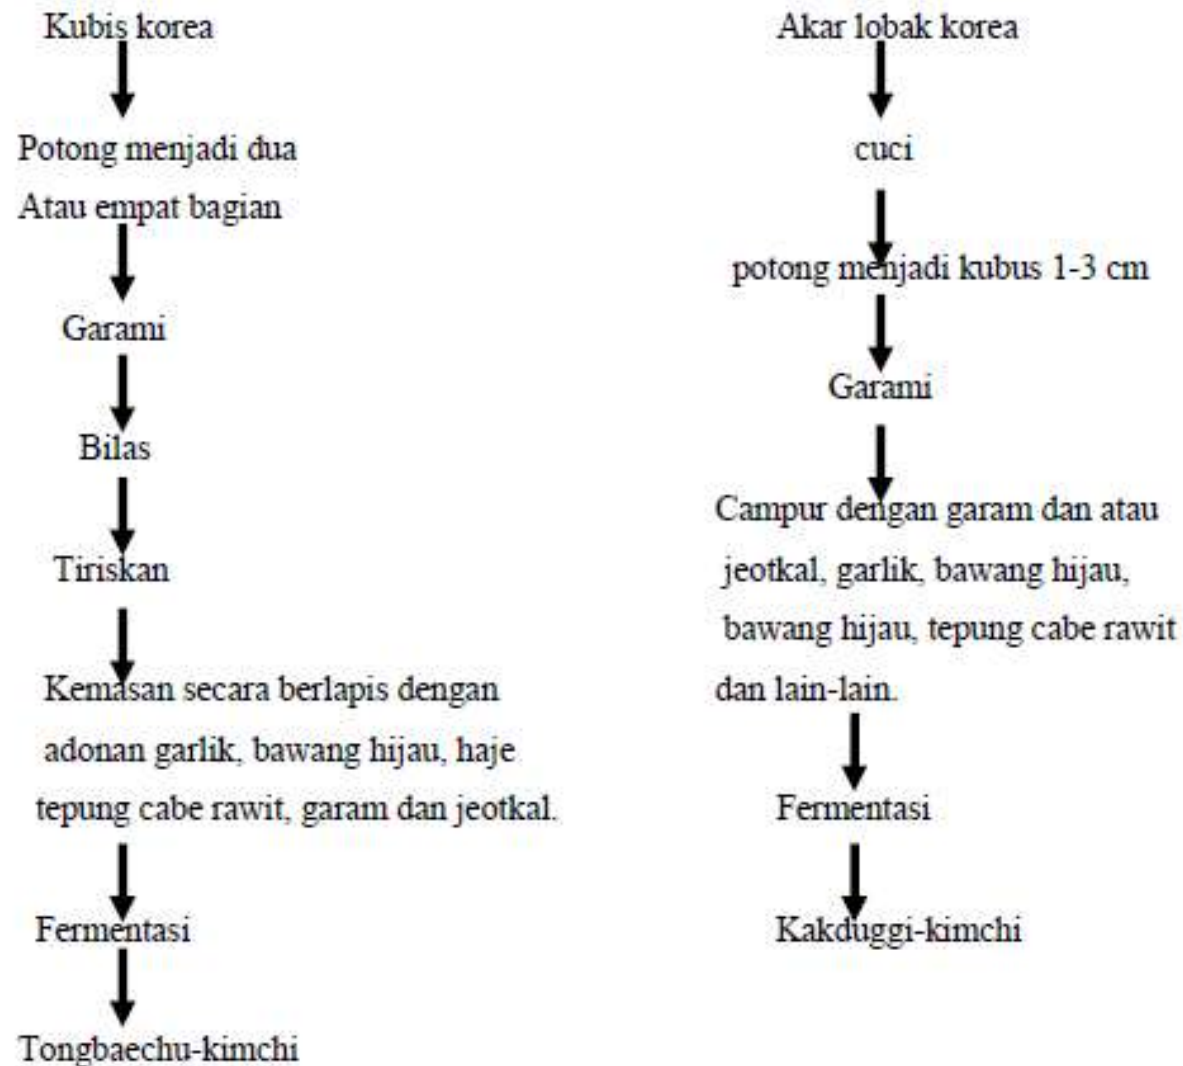 Kubis korea
Potong menjadi dua
Atau empat bagian
Garami
Bilas
Tiriskan
Kemasan secara berlapis dengan
adonan garlik, bawang hijau, haje
tepung cabe rawit, garam dan jeotkal.
Fermentasi
Tongbaechu-kimchi
Akar lobak korea
cuci
potong menjadi kubus 1-3 cm
Garami
Campur dengan garam dan atau
jeotkal, garlik, bawang hijau,
bawang hijau, tepung cabe rawit
dan lain-lain.
Fermentasi
Kakduggi-kimchi